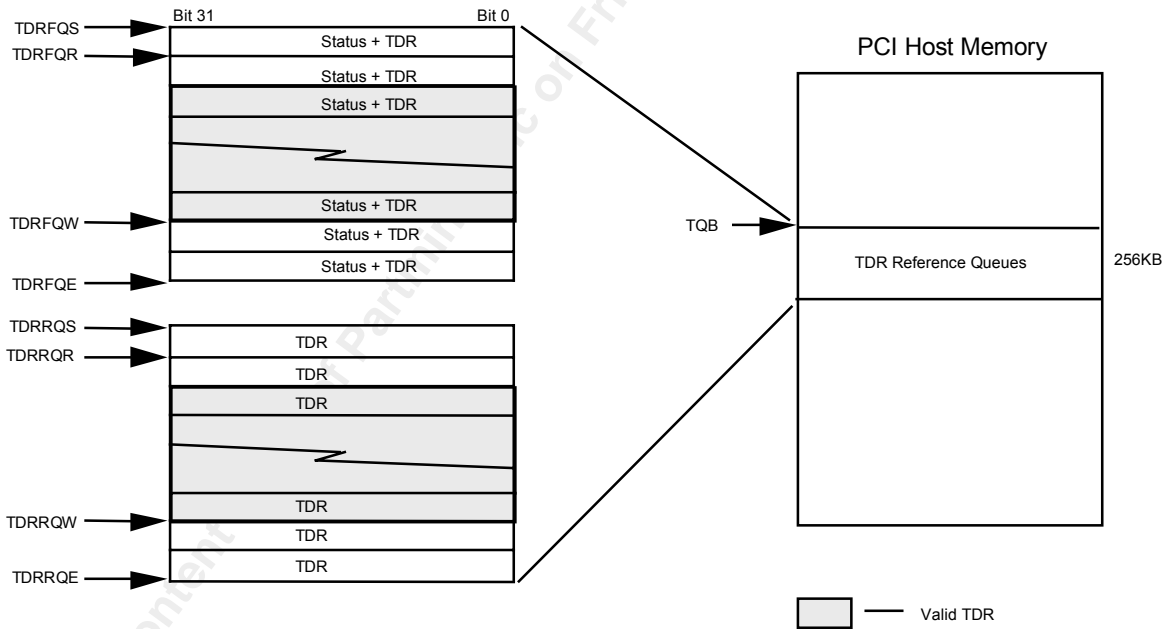 Bit 31 Bit 0
TDRFQS
Status + TDR
TDRFQR
Status + TDR
Status + TDR
Status + TDR
TDRFQW
Status + TDR
Status + TDR
TDRFQE
TDRRQS
TDR
TDRRQR
TDR
TDR
TDR
TDRRQW
TDR
TDR
TDRRQE
PCI Host Memory
TQB
TDR Reference Queues
256KB
Valid TDR